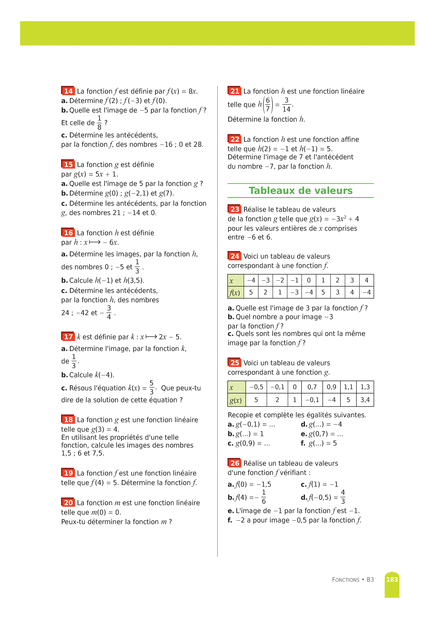 14 La fonction f est définie par f (x) = 8x.
a. Détermine f (2) ; f (−3) et f (0).
b. Quelle est l'image de −5 par la fonction f ?
Et celle de 1/8 ?
c. Détermine les antécédents,
par la fonction f, des nombres −16 ; 0 et 28.
15 La fonction g est définie
par g(x) = 5x + 1.
a. Quelle est l'image de 5 par la fonction g ?
b. Détermine g(0) ; g(−2,1) et g(7).
c. Détermine les antécédents, par la fonction
g, des nombres 21 ; −14 et 0.
16 La fonction h est définie
par h : x ⟼ − 6x.
a. Détermine les images, par la fonction h,
des nombres 0 ; −5 et 1/3 .
b. Calcule h(−1) et h(3,5).
c. Détermine les antécédents,
par la fonction h, des nombres
24 ; −42 et − 3/4 .
17 k est définie par k : x ⟼ 2x − 5.
a. Détermine l'image, par la fonction k,
de 1/3.
b. Calcule k(−4).
c. Résous l'équation k(x) = 5/3. Que peux-tu
dire de la solution de cette équation ?
18 La fonction g est une fonction linéaire
telle que g(3) = 4.
En utilisant les propriétés d'une telle
fonction, calcule les images des nombres
1,5 ; 6 et 7,5.
19 La fonction f est une fonction linéaire
telle que f (4) = 5. Détermine la fonction f.
20 La fonction m est une fonction linéaire
telle que m(0) = 0.
Peux-tu déterminer la fonction m ?
21 La fonction h est une fonction linéaire
telle que h(6/7) = 3/14.
Détermine la fonction h.
22 La fonction h est une fonction affine
telle que h(2) = −1 et h(−1) = 5.
Détermine l'image de 7 et l'antécédent
du nombre −7, par la fonction h.
Tableaux de valeurs
23 Réalise le tableau de valeurs
de la fonction g telle que g(x) = −3x² + 4
pour les valeurs entières de x comprises
entre −6 et 6.
24 Voici un tableau de valeurs
correspondant à une fonction f.
x −4 −3 −2 −1 0 1 2 3 4
f(x) 5 2 1 −3 −4 5 3 4 −4
a. Quelle est l'image de 3 par la fonction f ?
b. Quel nombre a pour image −3
par la fonction f ?
c. Quels sont les nombres qui ont la même
image par la fonction f ?
25 Voici un tableau de valeurs
correspondant à une fonction g.
x −0,5 −0,1 0 0,7 0,9 1,1 1,3
g(x) 5 2 1 −0,1 −4 5 3,4
Recopie et complète les égalités suivantes.
a. g(−0,1) = ... d. g(...) = −4
b. g(...) = 1 e. g(0,7) = ...
c. g(0,9) = ... f. g(...) = 5
26 Réalise un tableau de valeurs
d'une fonction f vérifiant :
a. f(0) = −1,5 c. f(1) = −1
b. f(4) = − 1/6 d. f(−0,5) = 4/3
e. L'image de −1 par la fonction f est −1.
f. −2 a pour image −0,5 par la fonction f.
FONCTIONS • B3 183